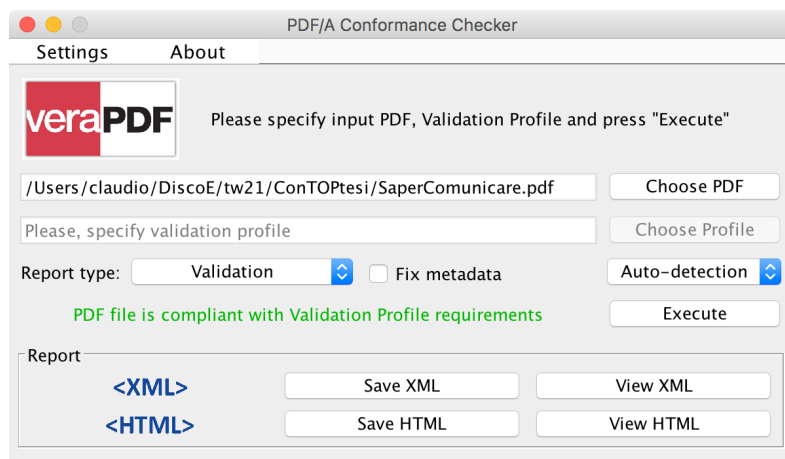 PDF/A Conformance Checker
Settings About
veraPDF
Please specify input PDF, Validation Profile and press "Execute"
/Users/claudio/DiscoE/tw21/ConTOPtesi/SaperComunicare.pdf Choose PDF
Please, specify validation profile Choose Profile
Report type: Validation Fix metadata Auto-detection
PDF file is compliant with Validation Profile requirements Execute
Report
<XML> Save XML View XML
<HTML> Save HTML View HTML